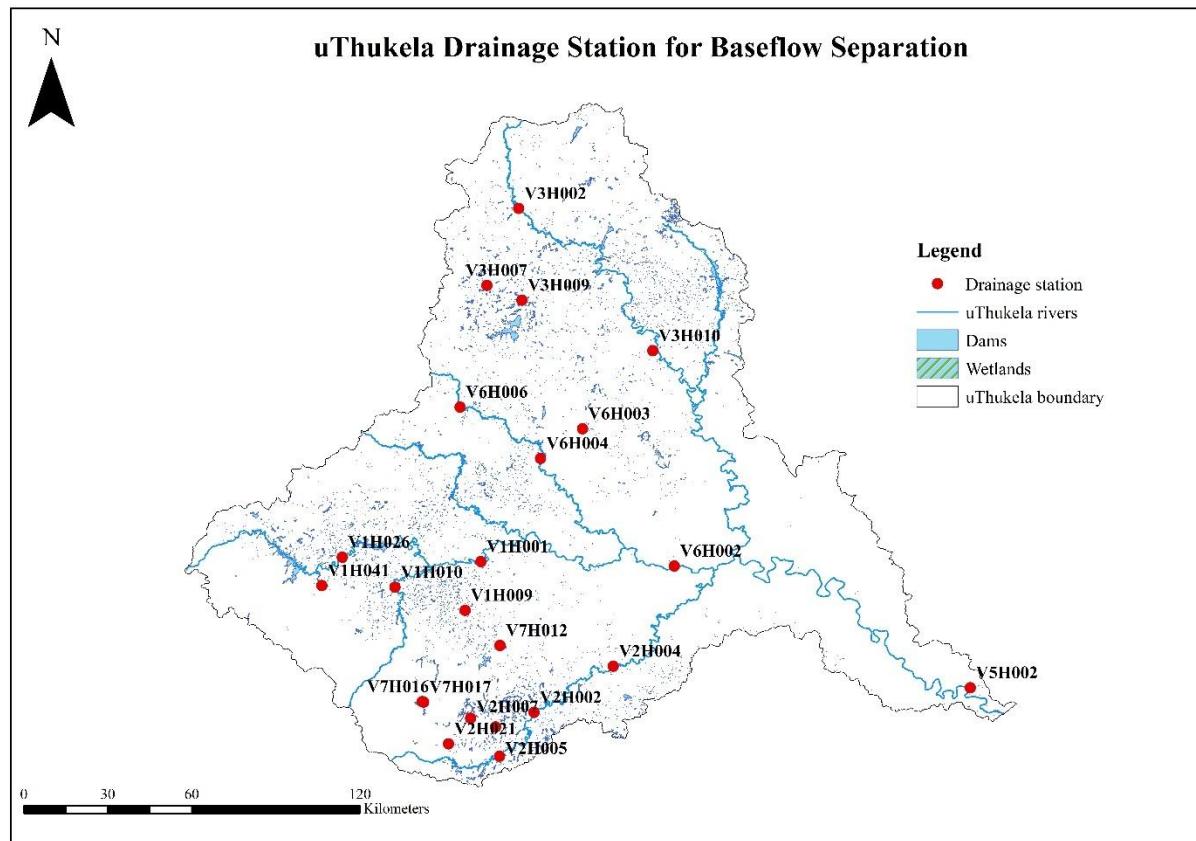 uThukela Drainage Station for Baseflow Separation
N
V3H002
V3H007
V3H009
V3H010
V6H006
V6H003
V6H004
V1H026
V1H001
V6H002
V1H041
V1H010
V1H009
V7H012
V2H004
V5H002
V7H016 V7H017
V2H002
V2H007
V2H021
V2H005
Legend
Drainage station
uThukela rivers
Dams
Wetlands
uThukela boundary
0 30 60 120
Kilometers